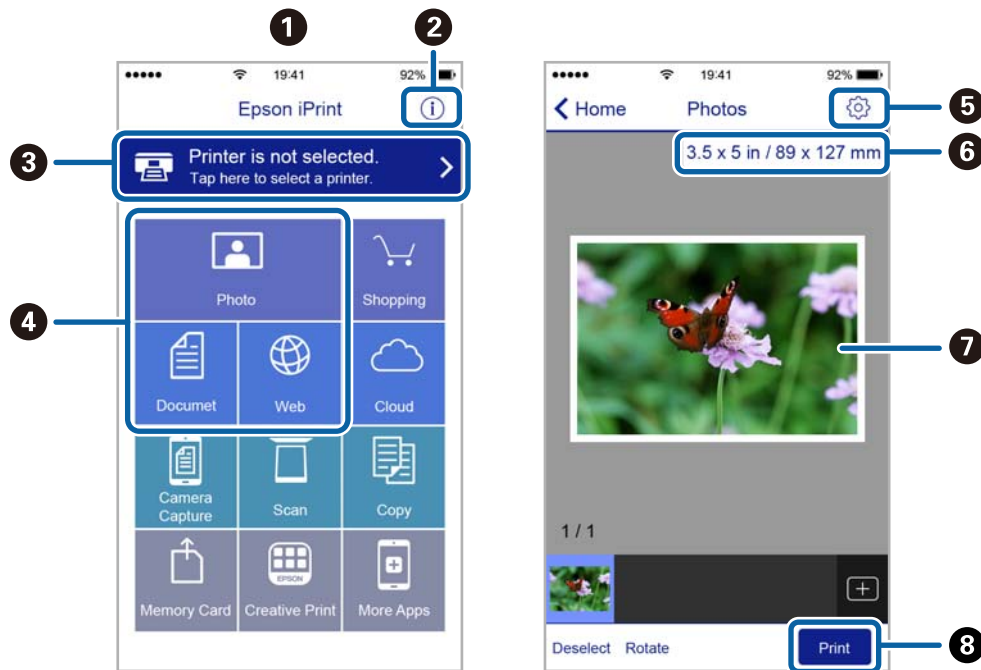 1
2
19:41
92%
Epson iPrint
i
3
Printer is not selected.
Tap here to select a printer.
4
Photo
Shopping
Documet
Web
Cloud
Camera
Capture
Scan
Copy
Memory Card
EPSON
Creative Print
More Apps
19:41
92%
Home
Photos
5
3.5 x 5 in / 89 x 127 mm
6
7
1 / 1
Deselect
Rotate
Print
8